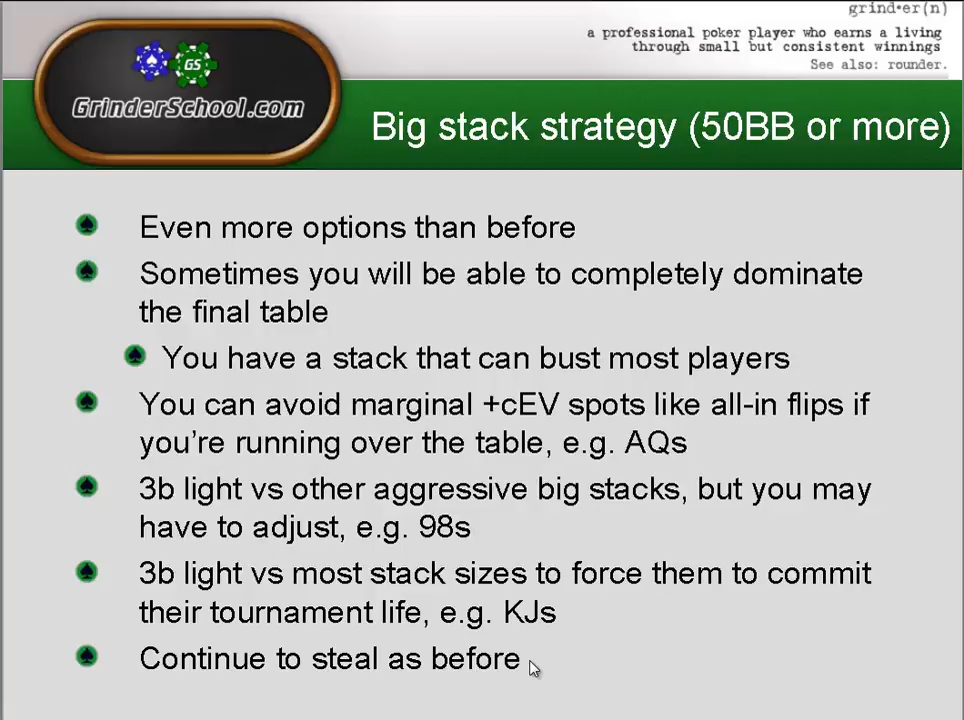 grind•er(n)
a professional poker player who earns a living
through small but consistent winnings
See also: rounder.
GS
GrinderSchool.com
Big stack strategy (50BB or more)
Even more options than before
Sometimes you will be able to completely dominate
the final table
You have a stack that can bust most players
You can avoid marginal +cEV spots like all-in flips if
you're running over the table, e.g. AQs
3b light vs other aggressive big stacks, but you may
have to adjust, e.g. 98s
3b light vs most stack sizes to force them to commit
their tournament life, e.g. KJs
Continue to steal as before